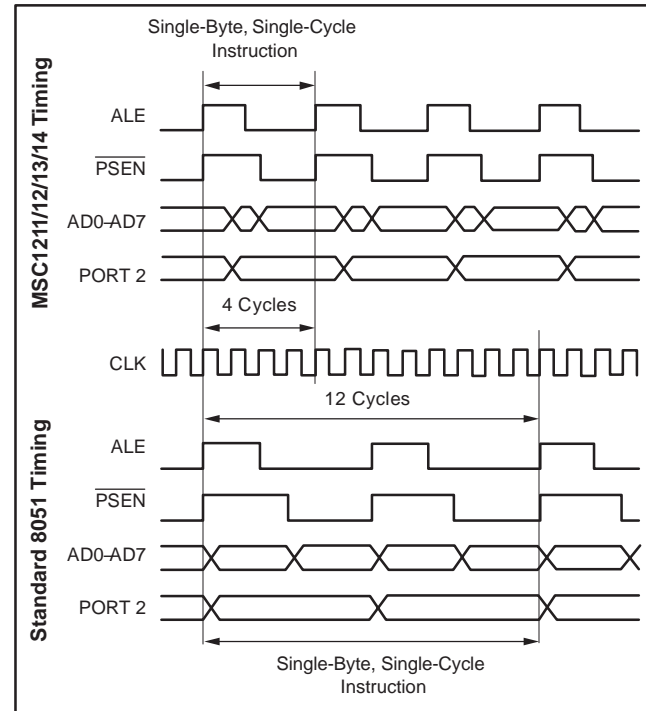 Single-Byte, Single-Cycle
Instruction
MSC1211/12/13/14 Timing
ALE
PSEN
AD0-AD7
PORT 2
4 Cycles
CLK
12 Cycles
Standard 8051 Timing
ALE
PSEN
AD0-AD7
PORT 2
Single-Byte, Single-Cycle
Instruction